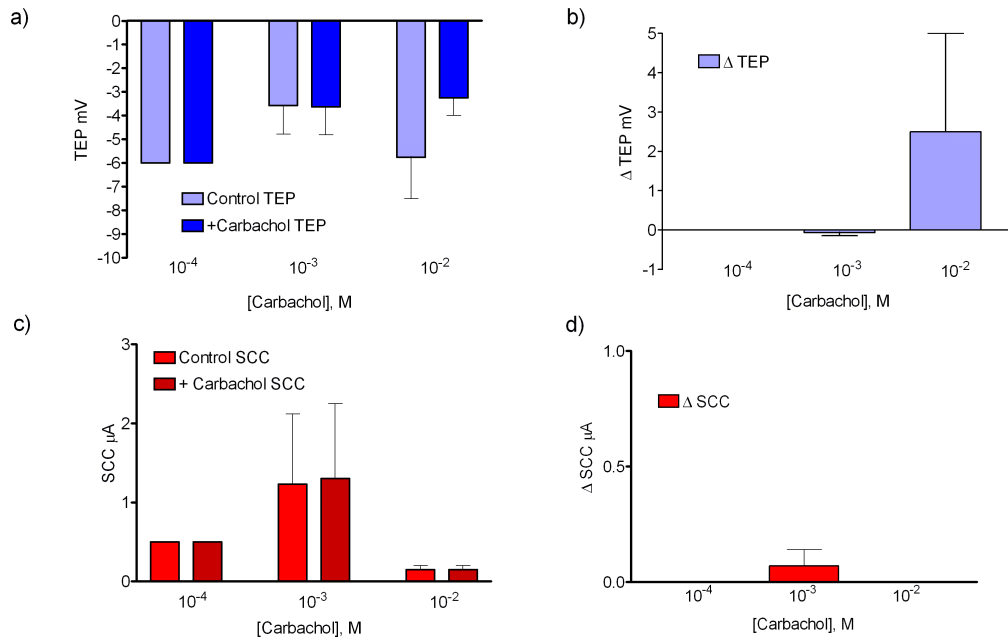 a)
0
-1
-2
-3
-4
-5
-6
-7
-8
-9
-10
TEP mV
Control TEP
+Carbachol TEP
10⁻⁴ 10⁻³ 10⁻²
[Carbachol], M
b)
5
4
3
2
1
0
-1
Δ TEP mV
Δ TEP
10⁻⁴ 10⁻³ 10⁻²
[Carbachol], M
c)
3
2
1
0
SCC µA
Control SCC
+ Carbachol SCC
10⁻⁴ 10⁻³ 10⁻²
[Carbachol], M
d)
1.0
0.5
0.0
Δ SCC µA
Δ SCC
10⁻⁴ 10⁻³ 10⁻²
[Carbachol], M